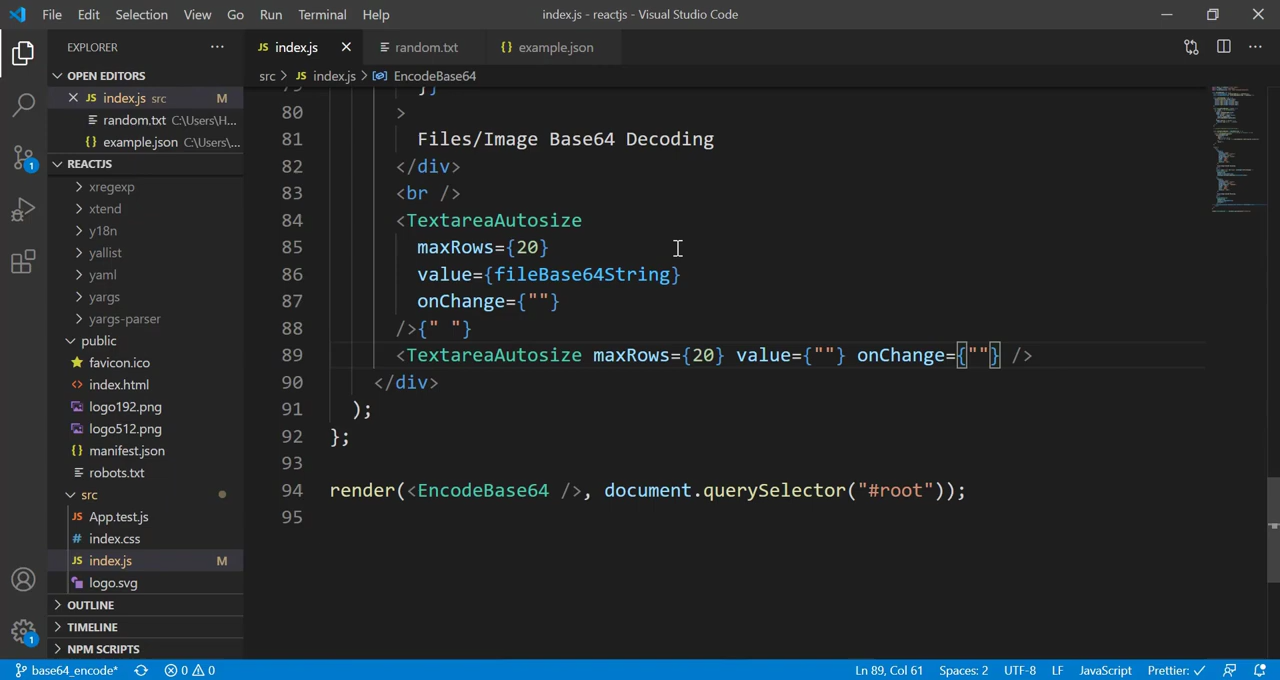 File Edit Selection View Go Run Terminal Help index.js - reactjs - Visual Studio Code
EXPLORER
OPEN EDITORS
index.js src M
random.txt C:\Users\H...
example.json C:\Users\...
REACTJS
xregexp
xtend
y18n
yallist
yaml
yargs
yargs-parser
public
favicon.ico
index.html
logo192.png
logo512.png
manifest.json
robots.txt
src
App.test.js
index.css
index.js M
logo.svg
OUTLINE
TIMELINE
NPM SCRIPTS
index.js random.txt example.json
src > index.js > EncodeBase64
80 >
81 Files/Image Base64 Decoding
82 </div>
83 <br />
84 <TextareaAutosize
85 maxRows={20}
86 value={fileBase64String}
87 onChange={""}
88 />{" "}
89 <TextareaAutosize maxRows={20} value={""} onChange={""} />
90 </div>
91 );
92 };
93
94 render(<EncodeBase64 />, document.querySelector("#root"));
95
base64_encode* 0 0 Ln 89, Col 61 Spaces: 2 UTF-8 LF JavaScript Prettier: ✓